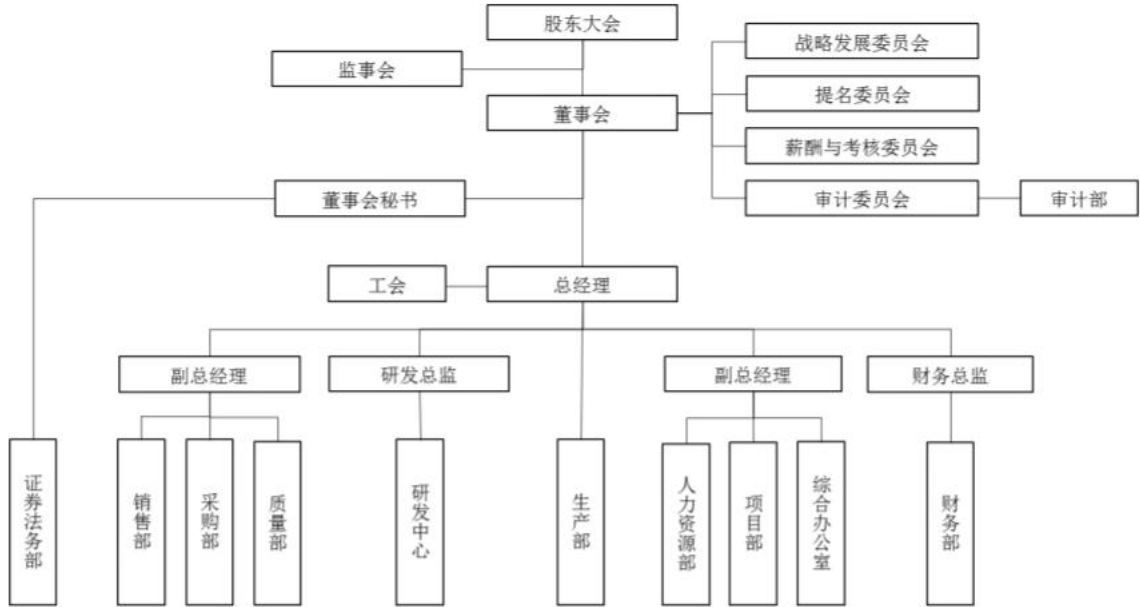 股东大会
监事会
战略发展委员会
董事会
提名委员会
薪酬与考核委员会
董事会秘书
审计委员会
审计部
工会
总经理
副总经理
研发总监
副总经理
财务总监
证券法务部
销售部
采购部
质量部
研发中心
生产部
人力资源部
项目部
综合办公室
财务部